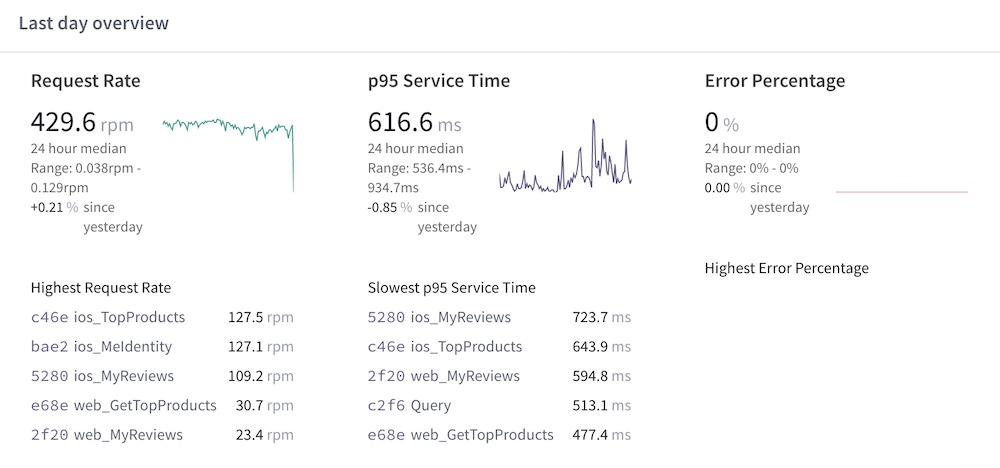 Last day overview
Request Rate
429.6 rpm
24 hour median
Range: 0.038rpm -
0.129rpm
+0.21 % since
yesterday
Highest Request Rate
c46e ios_TopProducts 127.5 rpm
bae2 ios_MeIdentity 127.1 rpm
5280 ios_MyReviews 109.2 rpm
e68e web_GetTopProducts 30.7 rpm
2f20 web_MyReviews 23.4 rpm
p95 Service Time
616.6 ms
24 hour median
Range: 536.4ms -
934.7ms
-0.85 % since
yesterday
Slowest p95 Service Time
5280 ios_MyReviews 723.7 ms
c46e ios_TopProducts 643.9 ms
2f20 web_MyReviews 594.8 ms
c2f6 Query 513.1 ms
e68e web_GetTopProducts 477.4 ms
Error Percentage
0 %
24 hour median
Range: 0% - 0%
0.00 % since
yesterday
Highest Error Percentage